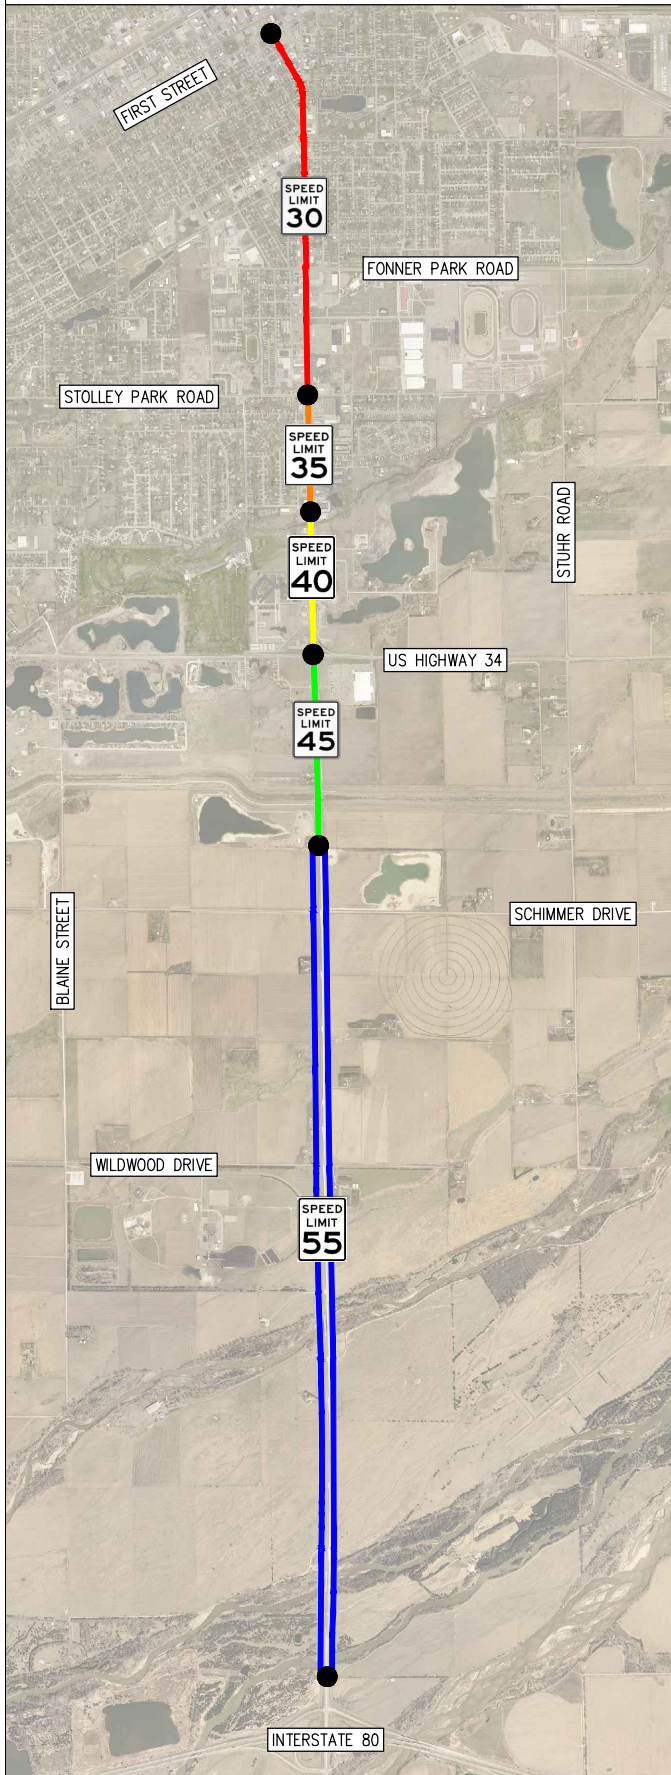 FIRST STREET
SPEED
LIMIT
30
FONNER PARK ROAD
STOLLEY PARK ROAD
SPEED
LIMIT
35
STUHR ROAD
SPEED
LIMIT
40
US HIGHWAY 34
SPEED
LIMIT
45
BLAINE STREET
SCHIMMER DRIVE
WILDWOOD DRIVE
SPEED
LIMIT
55
INTERSTATE 80